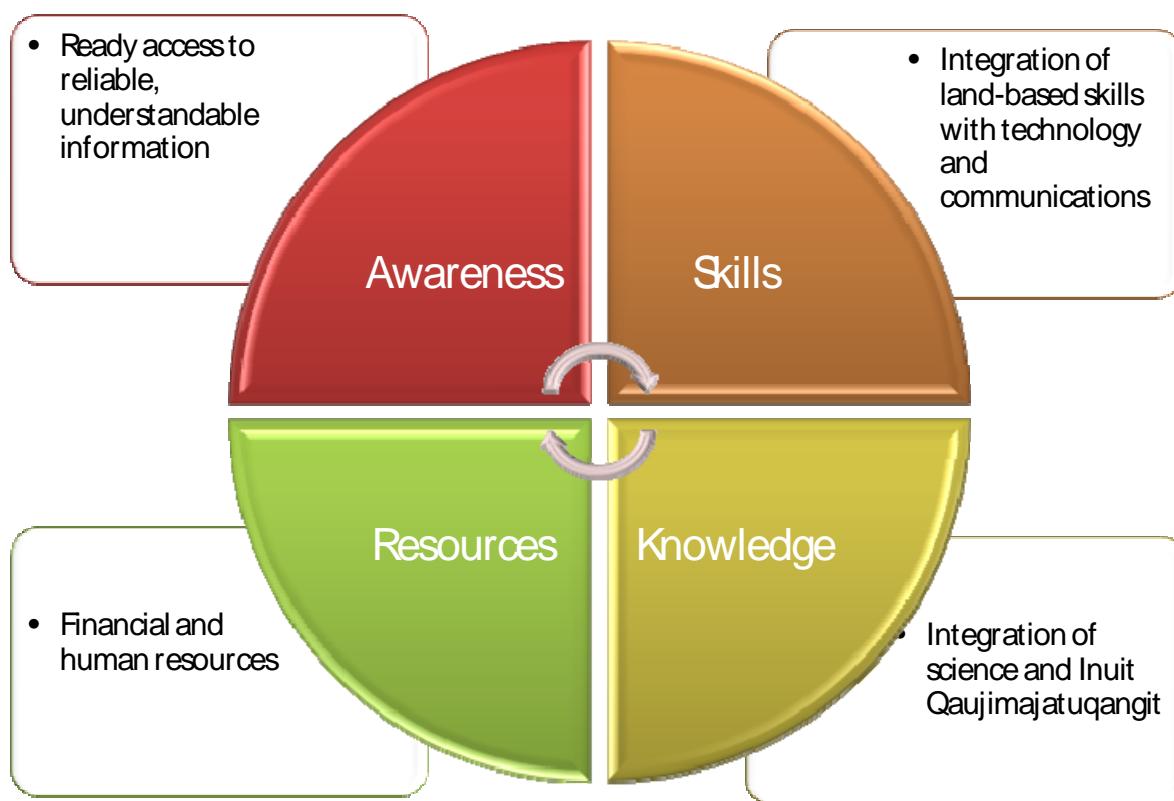 • Ready access to
reliable,
understandable
information
• Integration of
land-based skills
with technology
and
communications
Awareness
Skills
Resources
Knowledge
• Financial and
human resources
• Integration of
science and Inuit
Qaujimajatuqangit